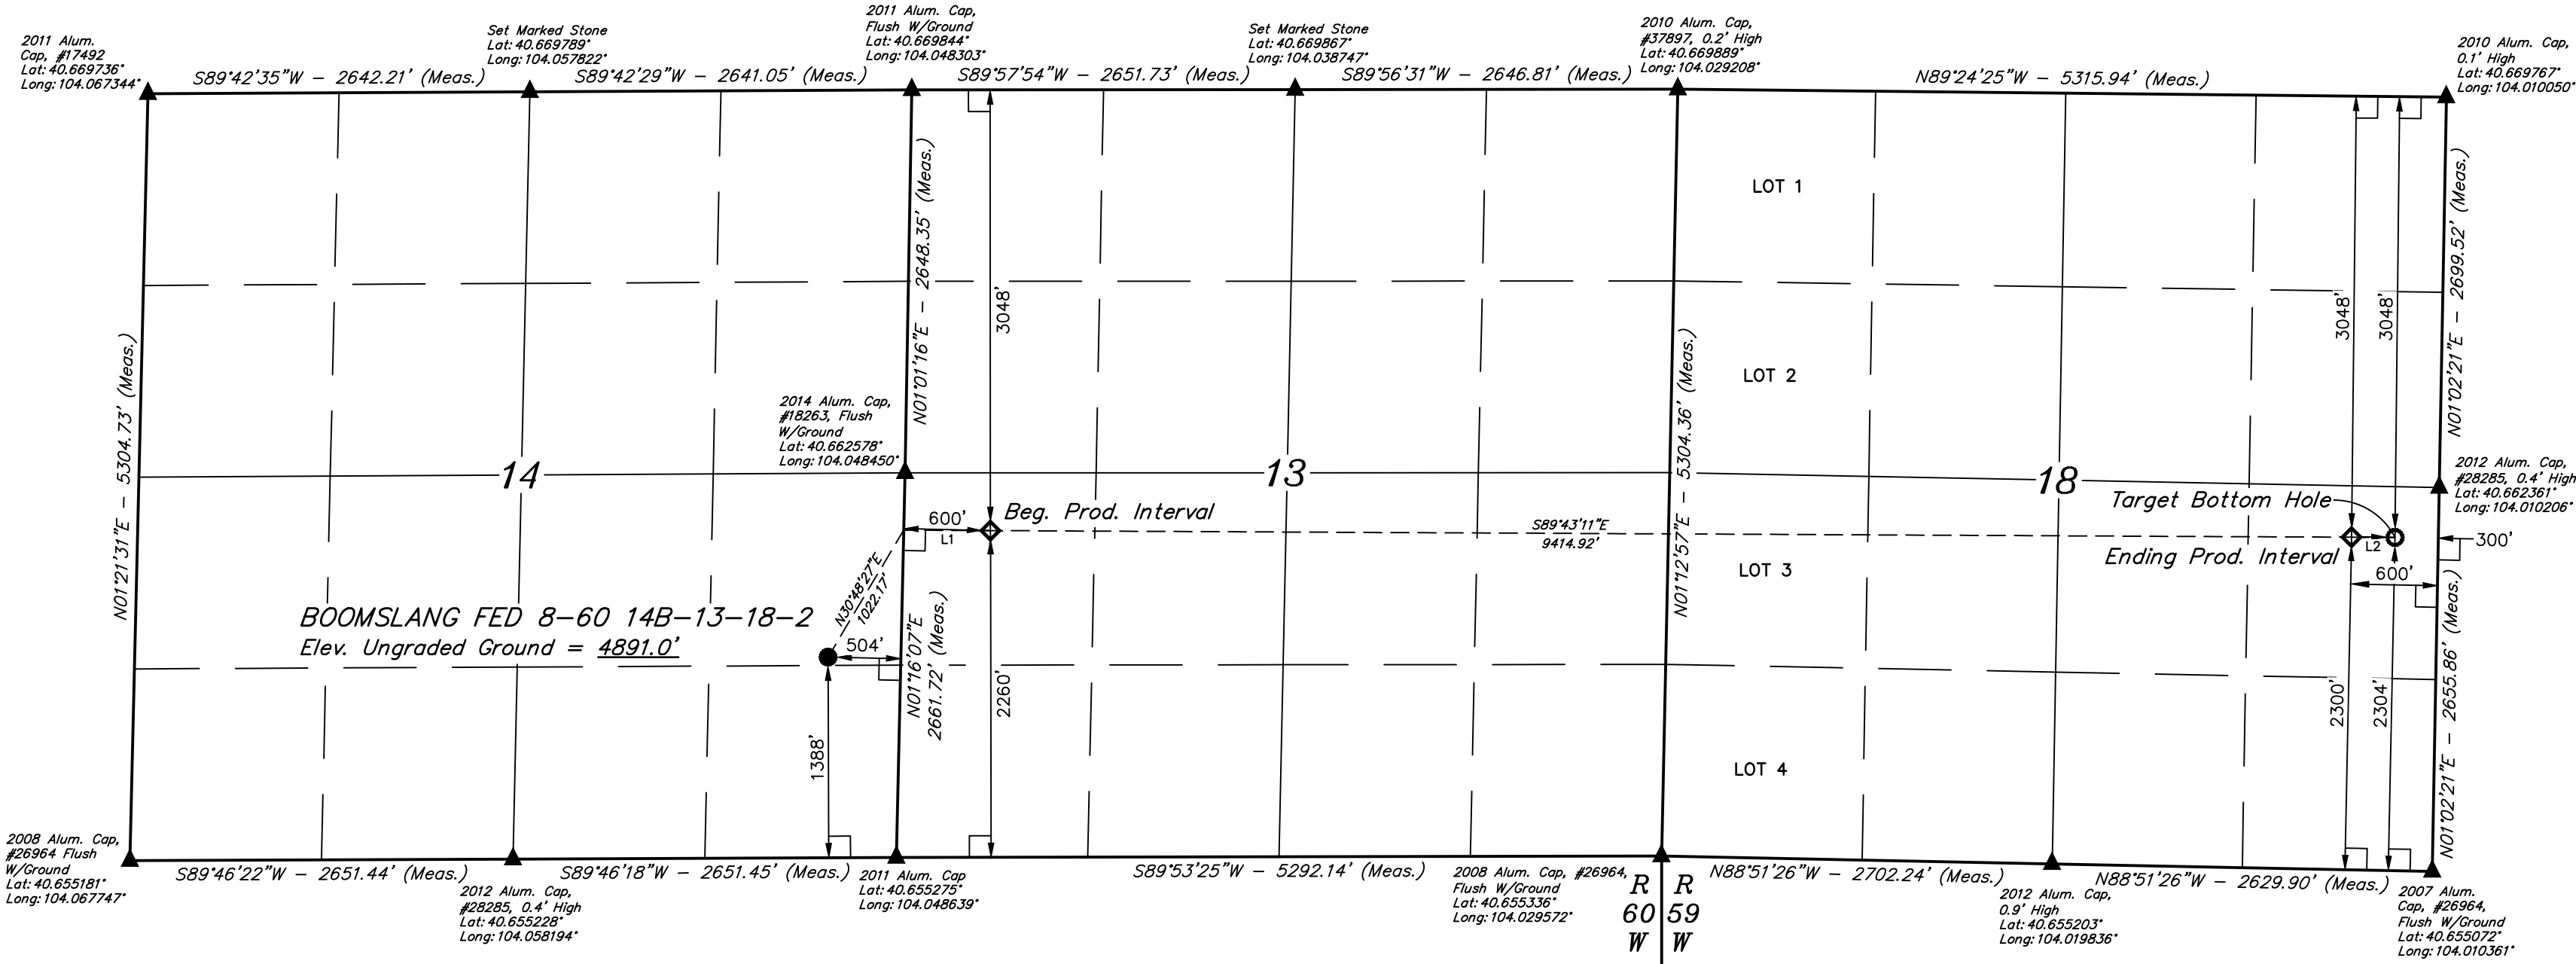 2011 Alum.
Cap, #17492
Lat: 40.669736°
Long: 104.067344°
S89°42'35"W - 2642.21' (Meas.)
Set Marked Stone
Lat: 40.669789°
Long: 104.057822°
S89°42'29"W - 2641.05' (Meas.)
2011 Alum. Cap,
Flush W/Ground
Lat: 40.669844°
Long: 104.048303°
S89°57'54"W - 2651.73' (Meas.)
Set Marked Stone
Lat: 40.669867°
Long: 104.038747°
S89°56'31"W - 2646.81' (Meas.)
2010 Alum. Cap,
#37897, 0.2' High
Lat: 40.669889°
Long: 104.029208°
N89°24'25"W - 5315.94' (Meas.)
2010 Alum. Cap,
0.1' High
Lat: 40.669767°
Long: 104.010050°
N01°21'31"E - 5304.73' (Meas.)
N01°01'16"E - 2648.35' (Meas.)
3048'
LOT 1
LOT 2
N01°12'57"E - 5304.36' (Meas.)
3048'
3048'
N01°02'21"E - 2699.52' (Meas.)
2014 Alum. Cap,
#18263, Flush
W/Ground
Lat: 40.662578°
Long: 104.048450°
14
13
18
2012 Alum. Cap,
#28285, 0.4' High
Lat: 40.662361°
Long: 104.010206°
Target Bottom Hole
600'
L1
Beg. Prod. Interval
S89°43'11"E
9414.92'
L2
300'
Ending Prod. Interval
600'
LOT 3
N30°48'27"E
1022.17'
BOOMSLANG FED 8-60 14B-13-18-2
Elev. Ungraded Ground = 4891.0'
504'
N01°16'07"E
2661.72' (Meas.)
2260'
1388'
2300'
2304'
N01°02'21"E - 2655.86' (Meas.)
LOT 4
2008 Alum. Cap,
#26964 Flush
W/Ground
Lat: 40.655181°
Long: 104.067747°
S89°46'22"W - 2651.44' (Meas.)
2012 Alum. Cap,
#28285, 0.4' High
Lat: 40.655228°
Long: 104.058194°
S89°46'18"W - 2651.45' (Meas.)
2011 Alum. Cap
Lat: 40.655275°
Long: 104.048639°
S89°53'25"W - 5292.14' (Meas.)
2008 Alum. Cap, #26964,
Flush W/Ground
Lat: 40.655336°
Long: 104.029572°
R R
60 59
W W
N88°51'26"W - 2702.24' (Meas.)
2012 Alum. Cap,
0.9' High
Lat: 40.655203°
Long: 104.019836°
N88°51'26"W - 2629.90' (Meas.)
2007 Alum.
Cap, #26964,
Flush W/Ground
Lat: 40.655072°
Long: 104.010361°